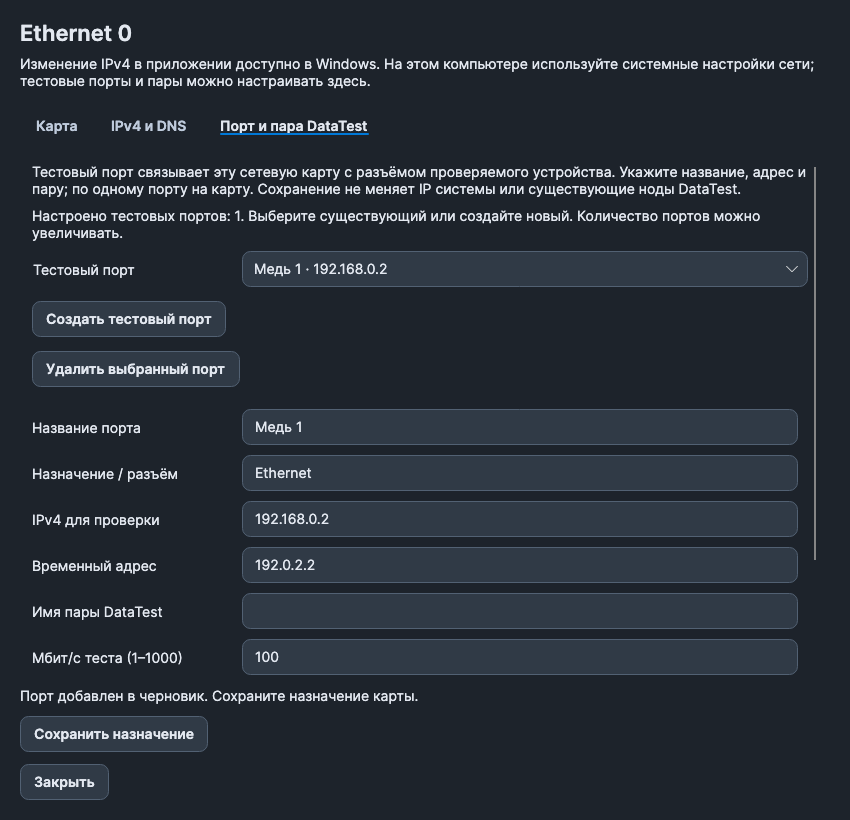 Ethernet 0
Изменение IPv4 в приложении доступно в Windows. На этом компьютере используйте системные настройки сети;
тестовые порты и пары можно настраивать здесь.
Карта
IPv4 и DNS
Порт и пара DataTest
Тестовый порт связывает эту сетевую карту с разъёмом проверяемого устройства. Укажите название, адрес и
пару; по одному порту на карту. Сохранение не меняет IP системы или существующие ноды DataTest.
Настроено тестовых портов: 1. Выберите существующий или создайте новый. Количество портов можно
увеличивать.
Тестовый порт
Медь 1 · 192.168.0.2
Создать тестовый порт
Удалить выбранный порт
Название порта
Медь 1
Назначение / разъём
Ethernet
IPv4 для проверки
192.168.0.2
Временный адрес
192.0.2.2
Имя пары DataTest
Мбит/с теста (1–1000)
100
Порт добавлен в черновик. Сохраните назначение карты.
Сохранить назначение
Закрыть